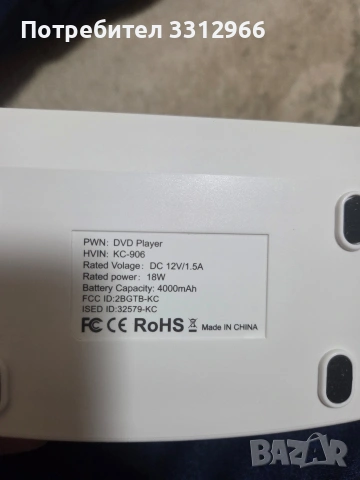 Потребител 3312966
PWN: DVD Player
HVIN: KC-906
Rated Volage: DC 12V/1.5A
Rated power: 18W
Battery Capacity: 4000mAh
FCC ID:2BGTB-KC
ISED ID:32579-KC
FC CE RoHS Made IN CHINA
BAZAR